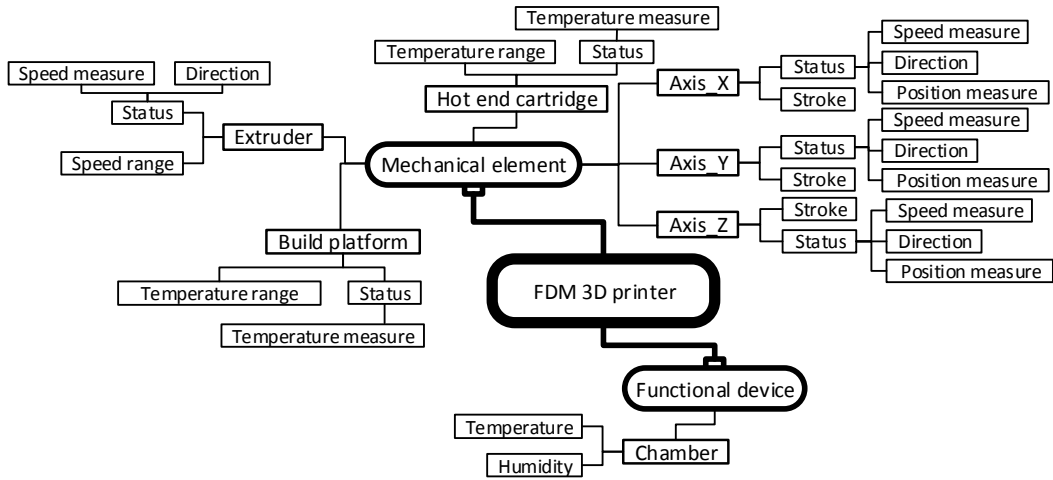 Temperature measure
Temperature range
Status
Hot end cartridge
Speed measure
Direction
Status
Extruder
Speed range
Mechanical element
Build platform
Temperature range
Status
Temperature measure
Axis_X
Status
Stroke
Speed measure
Direction
Position measure
Axis_Y
Status
Stroke
Speed measure
Direction
Position measure
Axis_Z
Stroke
Status
Speed measure
Direction
Position measure
FDM 3D printer
Functional device
Temperature
Humidity
Chamber